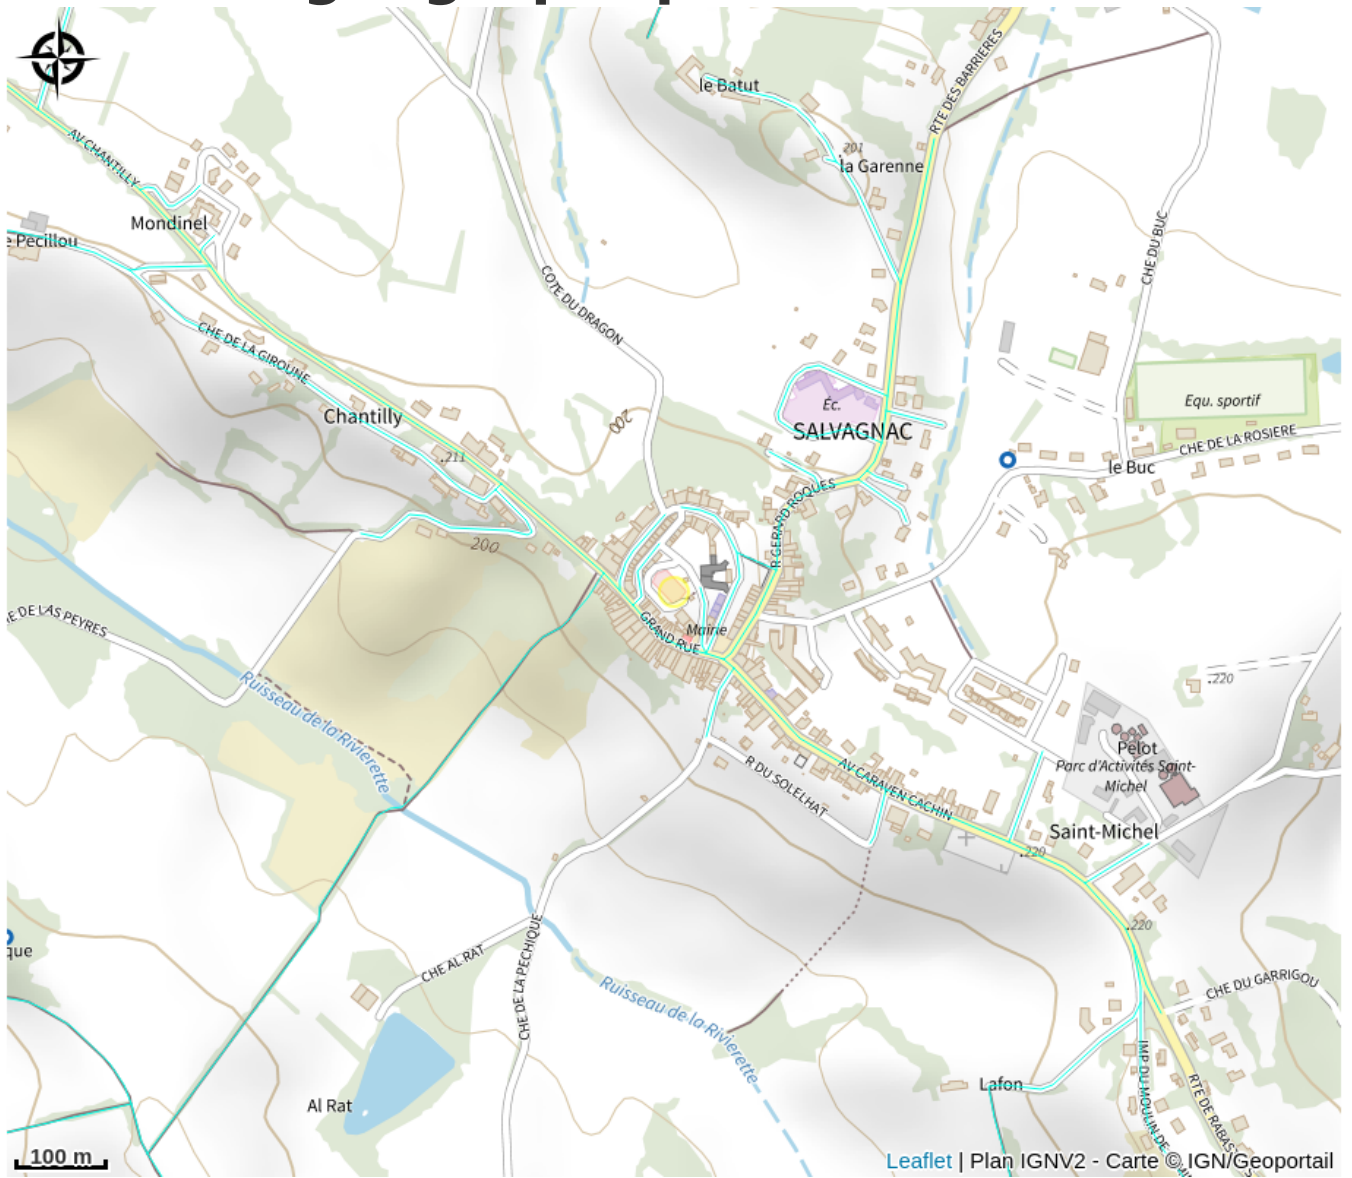 le Batut
RTE DES BARRIERES
201
la Garenne
AV CHANTILLY
Mondinel
e Pecillou
CHE DU BUC
COTE DU DRAGON
CHE DE LA GIROUNE
Chantilly
200
Éc.
SALVAGNAC
Equ. sportif
CHE DE LA ROSIERE
le Buc
.211
R GERARD ROQUES
200
E DE LAS PEYRES
GRAND RUE
Mairie
.220
Ruisseau de la Rivierette
Pelot
Parc d'Activités Saint-
Michel
R DU SOLELHAT
AV CARAVEN CACHIN
Saint-Michel
.220
.220
que
CHE AL RAT
CHE DE LA PECHIQUE
Ruisseau de la Rivierette
CHE DU GARRIGOU
Lafon
IMP DU MOULIN DE
RTE DE RABAS
Al Rat
100 m
Leaflet | Plan IGNV2 - Carte © IGN/Geoportail